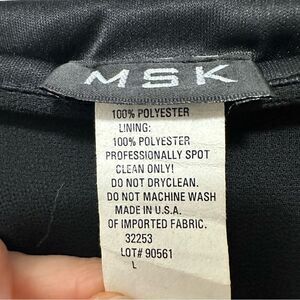 MSK
100% POLYESTER
LINING:
100% POLYESTER
PROFESSIONALLY SPOT
CLEAN ONLY!
DO NOT DRYCLEAN.
DO NOT MACHINE WASH
MADE IN U.S.A.
OF IMPORTED FABRIC.
32253
LOT# 90561
L